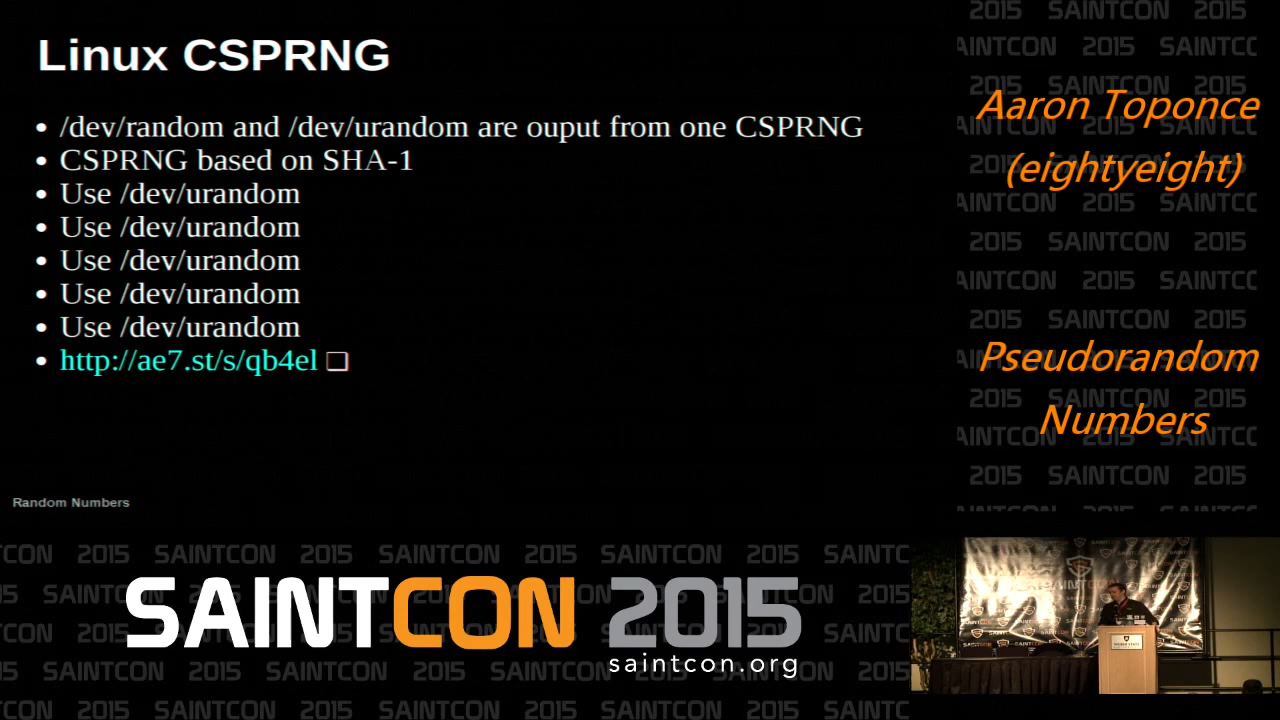 Linux CSPRNG
• /dev/random and /dev/urandom are ouput from one CSPRNG
• CSPRNG based on SHA-1
• Use /dev/urandom
• Use /dev/urandom
• Use /dev/urandom
• Use /dev/urandom
• Use /dev/urandom
• http://ae7.st/s/qb4el
Random Numbers
Aaron Toponce
(eightyeight)
Pseudorandom
Numbers
SAINTCON 2015
saintcon.org